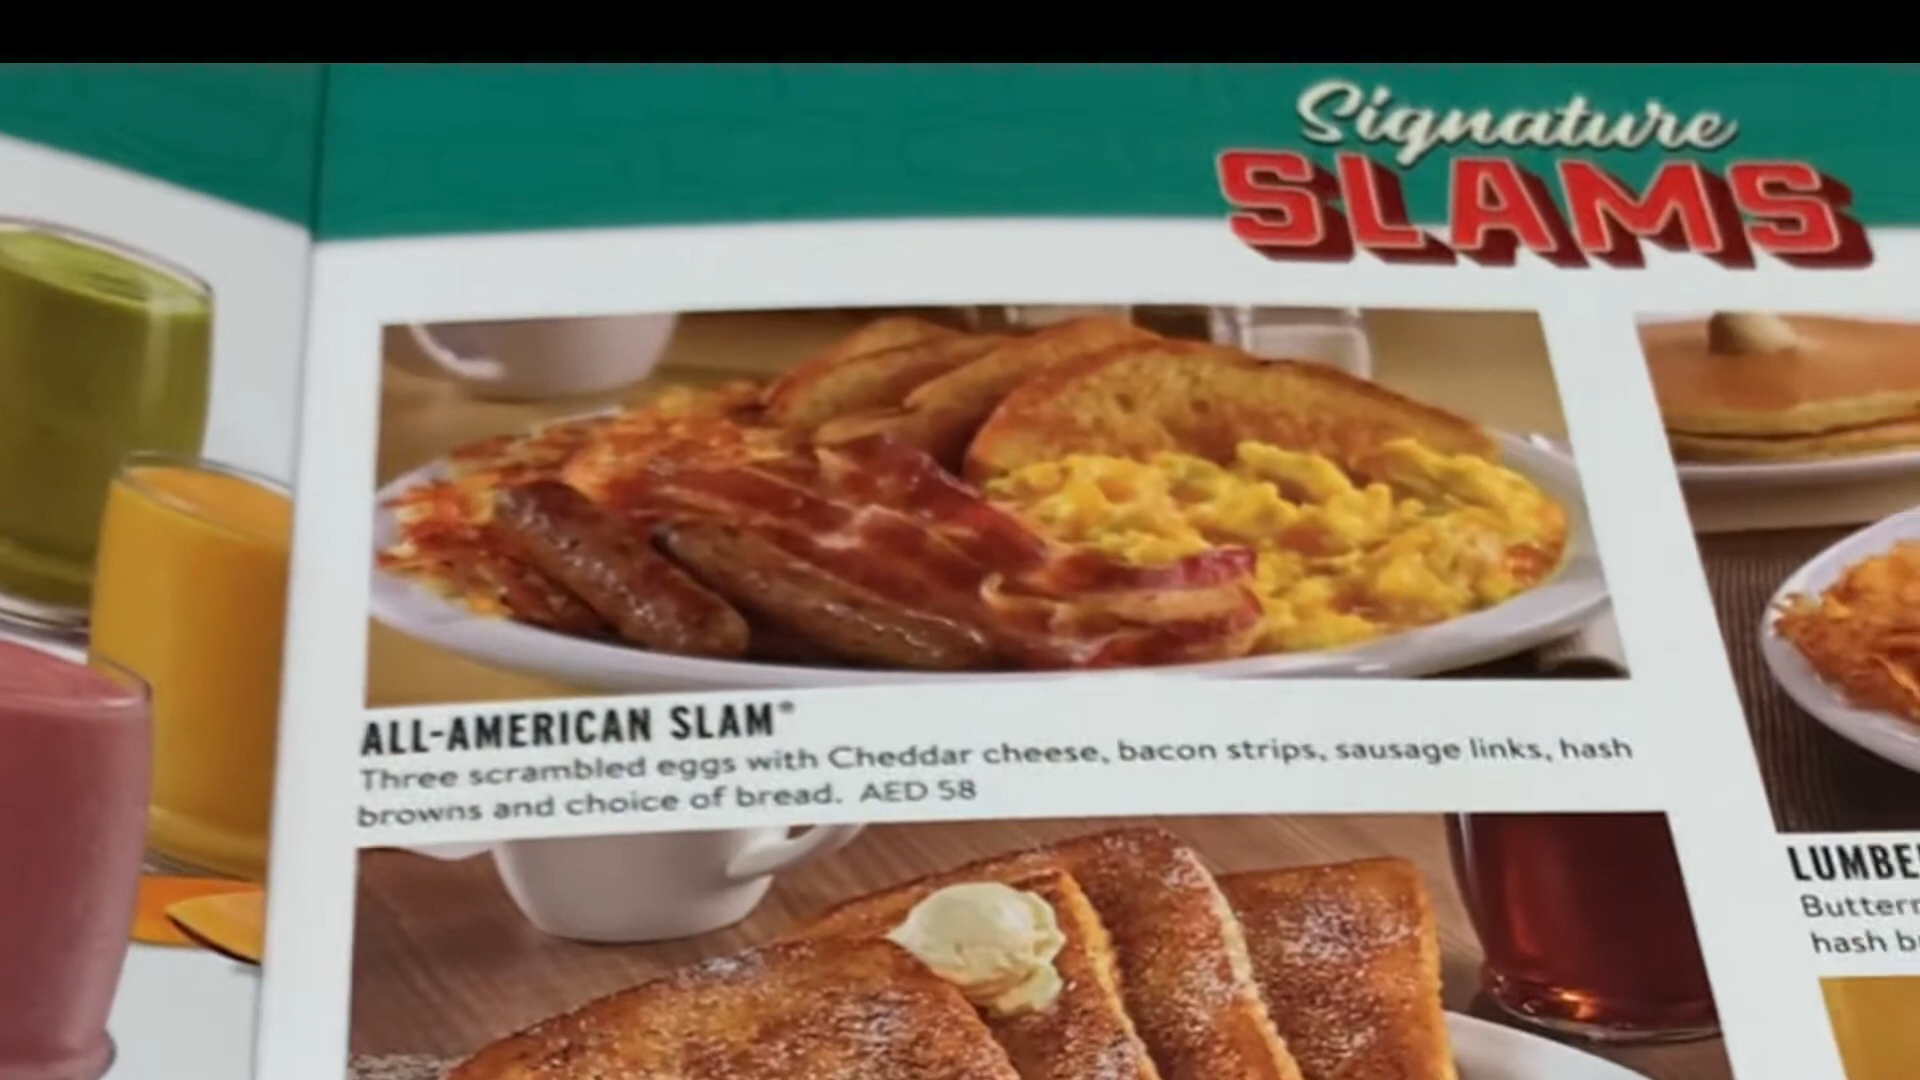 Signature
SLAMS
ALL-AMERICAN SLAM®
Three scrambled eggs with Cheddar cheese, bacon strips, sausage links, hash
browns and choice of bread. AED 58